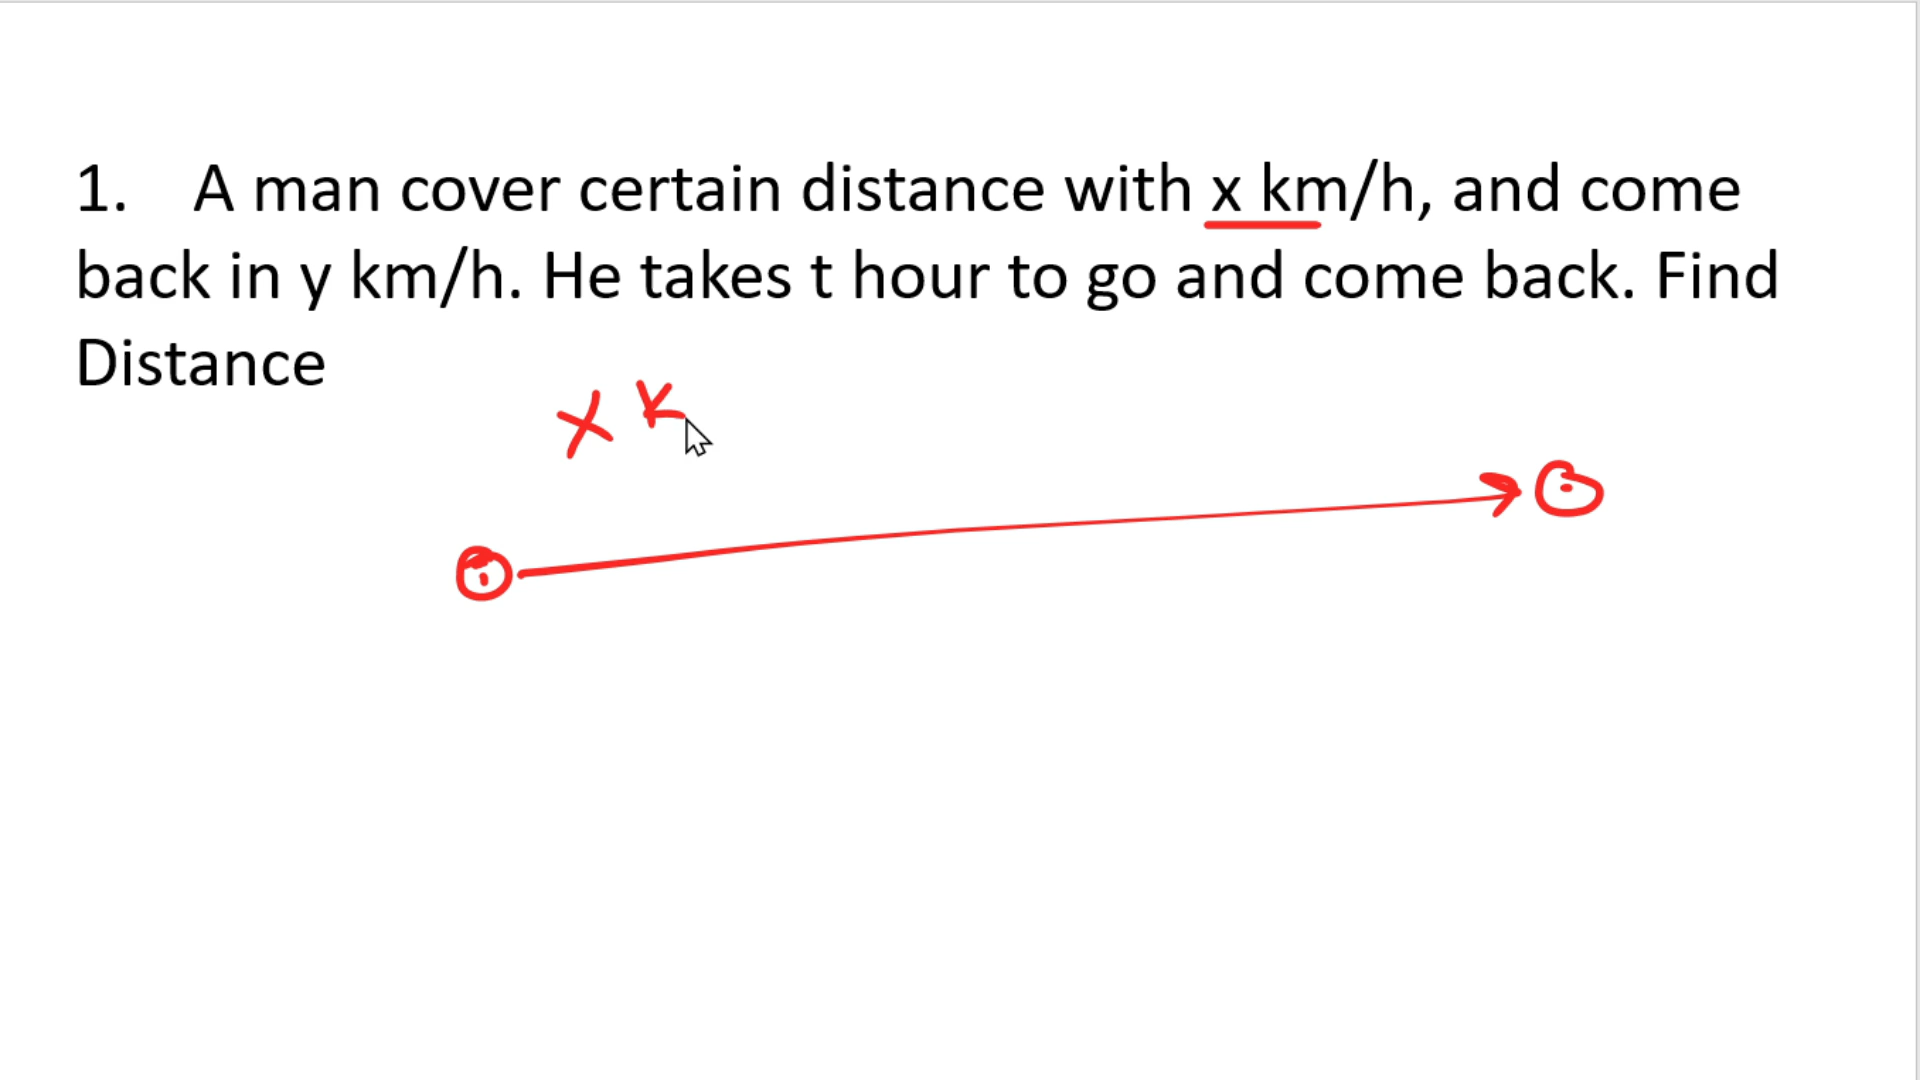 1. A man cover certain distance with x km/h, and come
back in y km/h. He takes t hour to go and come back. Find
Distance
x K